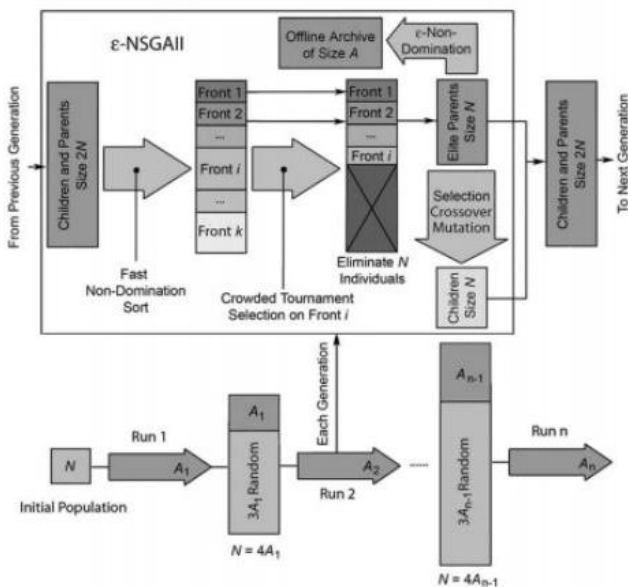 ε-NSGAII
Offline Archive
of Size A
ε-Non-
Domination
From Previous Generation
Children and Parents
Size 2N
Front 1
Front 2
...
Front i
...
Front k
Front 1
Front 2
...
Front i
Elite Parents
Size N
Children and Parents
Size 2N
To Next Generation
Selection
Crossover
Mutation
Eliminate N
Individuals
Fast
Non-Domination
Sort
Crowded Tournament
Selection on Front i
Children
Size N
Each Generation
Run 1
N
A1
Initial Population
A1
3A1 Random
N = 4A1
A2
Run 2
......
An-1
3An-1 Random
N = 4An-1
Run n
An